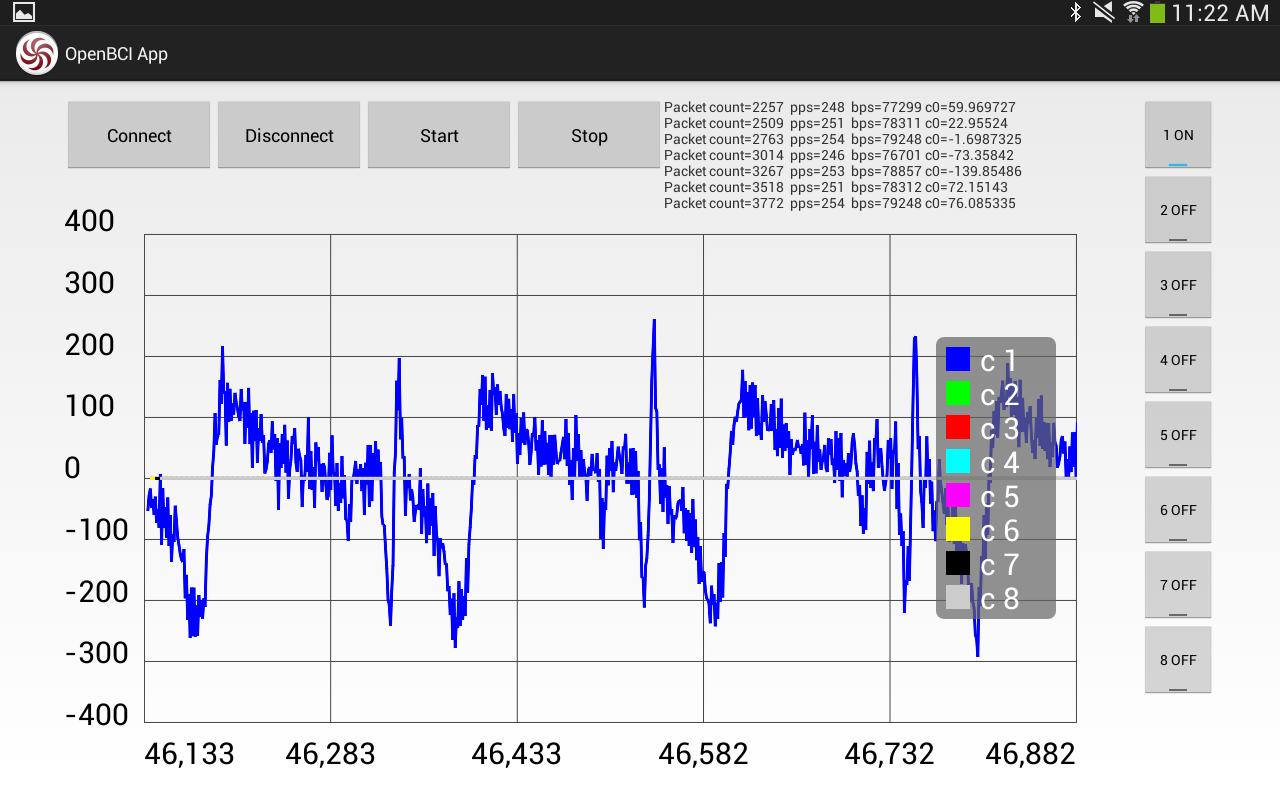 11:22 AM
OpenBCI App
Connect Disconnect Start Stop
Packet count=2257 pps=248 bps=77299 c0=59.969727
Packet count=2509 pps=251 bps=78311 c0=22.95524
Packet count=2763 pps=254 bps=79248 c0=-1.6987325
Packet count=3014 pps=246 bps=76701 c0=-73.35842
Packet count=3267 pps=253 bps=78857 c0=-139.85486
Packet count=3518 pps=251 bps=78312 c0=72.15143
Packet count=3772 pps=254 bps=79248 c0=76.085335
1 ON
2 OFF
3 OFF
4 OFF
5 OFF
6 OFF
7 OFF
8 OFF
400
300
200
100
0
-100
-200
-300
-400
c 1
c 2
c 3
c 4
c 5
c 6
c 7
c 8
46,133 46,283 46,433 46,582 46,732 46,882